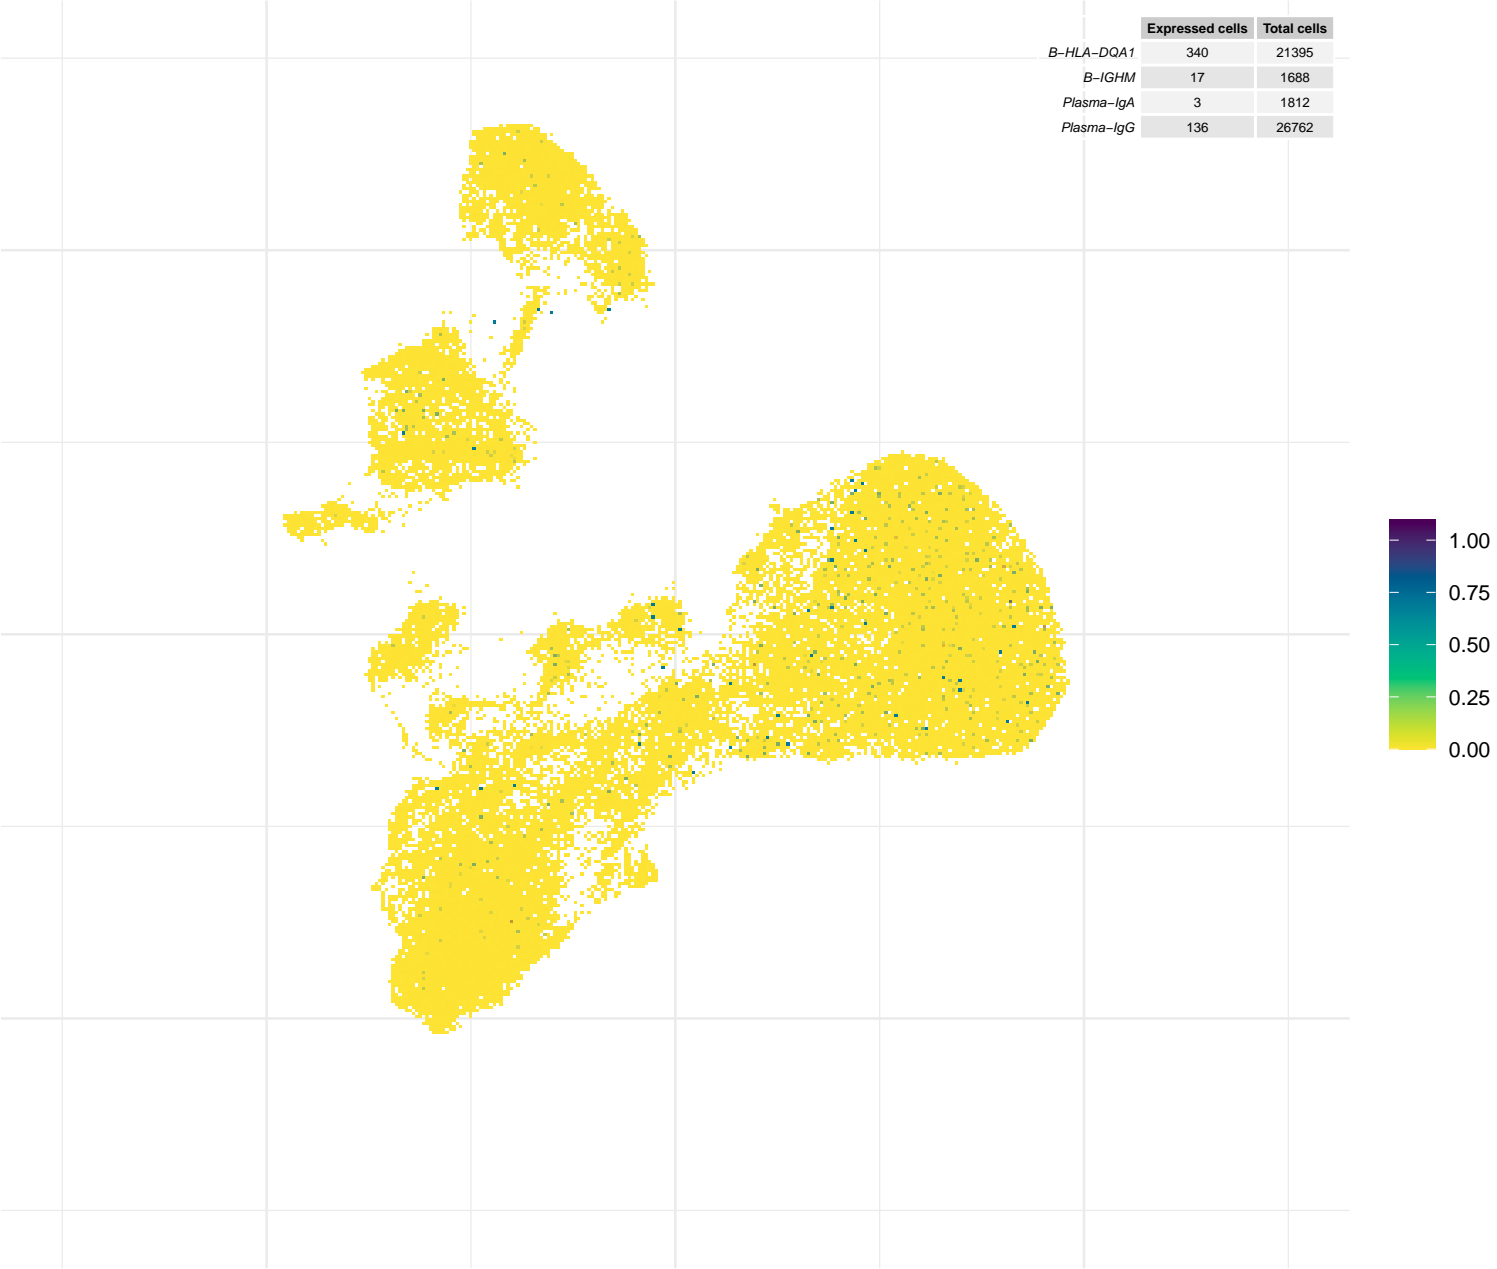 Expressed cells Total cells
B−HLA−DQA1 340 21395
B−IGHM 17 1688
Plasma−IgA 3 1812
Plasma−IgG 136 26762
1.00
0.75
0.50
0.25
0.00